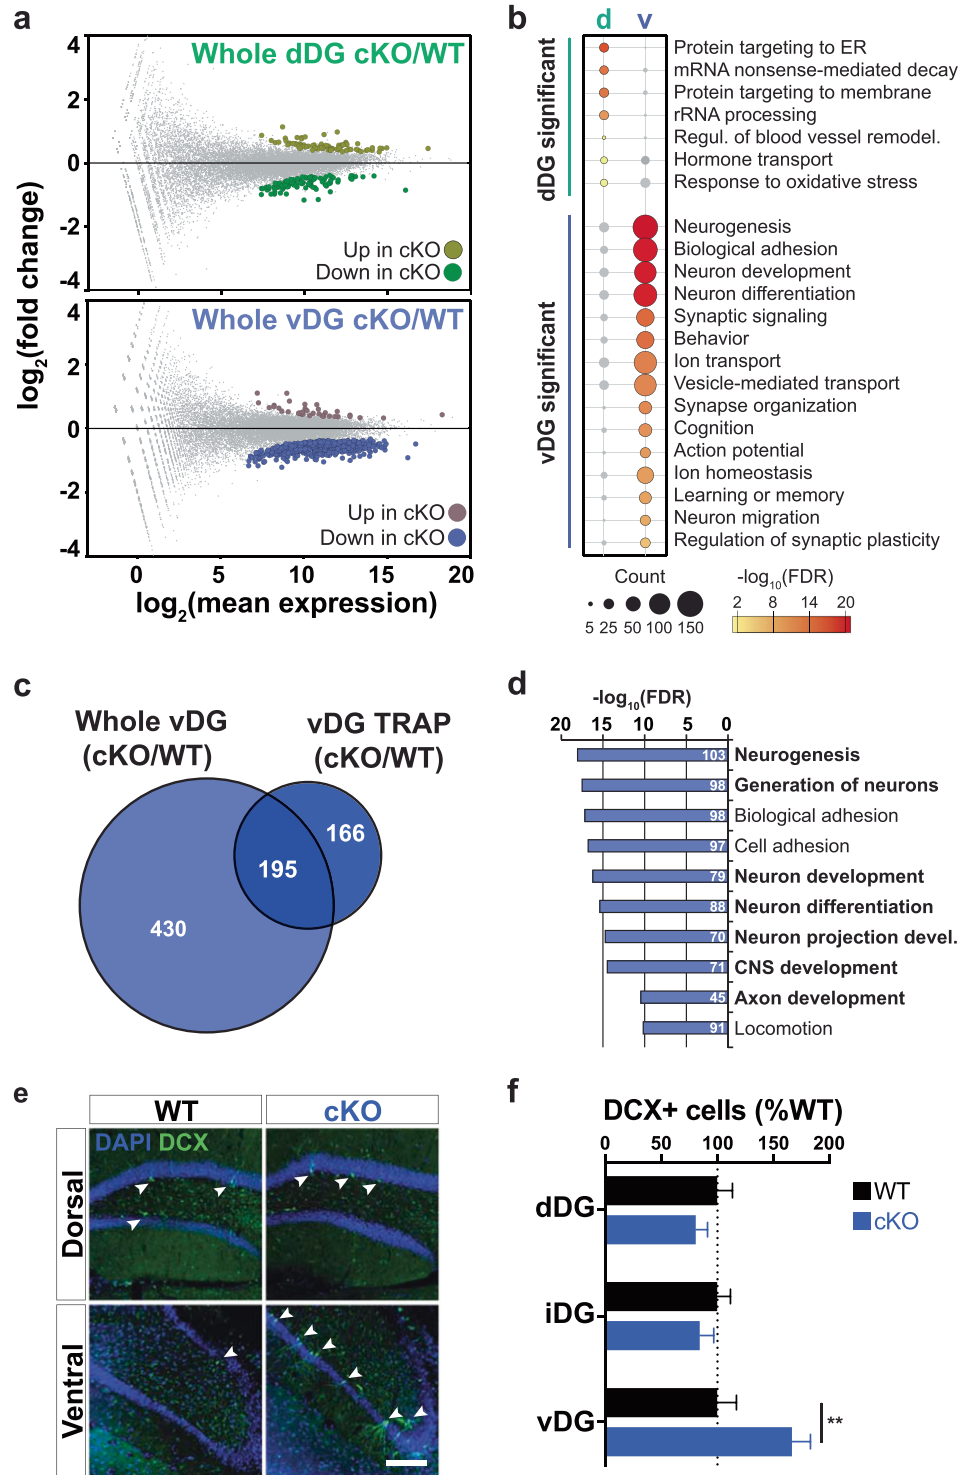 a
Whole dDG cKO/WT
4
2
0
-2
-4
Up in cKO
Down in cKO
Whole vDG cKO/WT
4
2
0
-2
-4
Up in cKO
Down in cKO
log2(fold change)
0 5 10 15 20
log2(mean expression)
b
d v
dDG significant
Protein targeting to ER
mRNA nonsense-mediated decay
Protein targeting to membrane
rRNA processing
Regul. of blood vessel remodel.
Hormone transport
Response to oxidative stress
vDG significant
Neurogenesis
Biological adhesion
Neuron development
Neuron differentiation
Synaptic signaling
Behavior
Ion transport
Vesicle-mediated transport
Synapse organization
Cognition
Action potential
Ion homeostasis
Learning or memory
Neuron migration
Regulation of synaptic plasticity
Count
5 25 50 100 150
-log10(FDR)
2 8 14 20
c
Whole vDG
(cKO/WT)
vDG TRAP
(cKO/WT)
166
195
430
d
-log10(FDR)
20 15 10 5 0
103 Neurogenesis
98 Generation of neurons
98 Biological adhesion
97 Cell adhesion
79 Neuron development
88 Neuron differentiation
70 Neuron projection devel.
71 CNS development
45 Axon development
91 Locomotion
e
WT cKO
DAPI DCX
Dorsal
Ventral
f
DCX+ cells (%WT)
0 50 100 150 200
WT
cKO
dDG
iDG
vDG
**